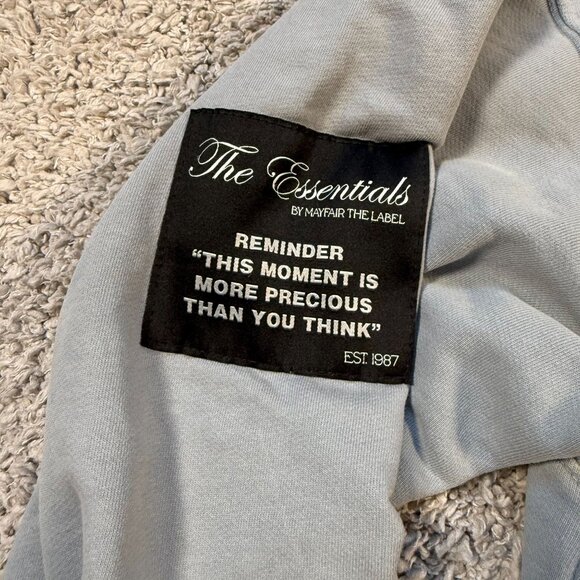 The Essentials
BY MAYFAIR THE LABEL
REMINDER
“THIS MOMENT IS
MORE PRECIOUS
THAN YOU THINK”
EST. 1987